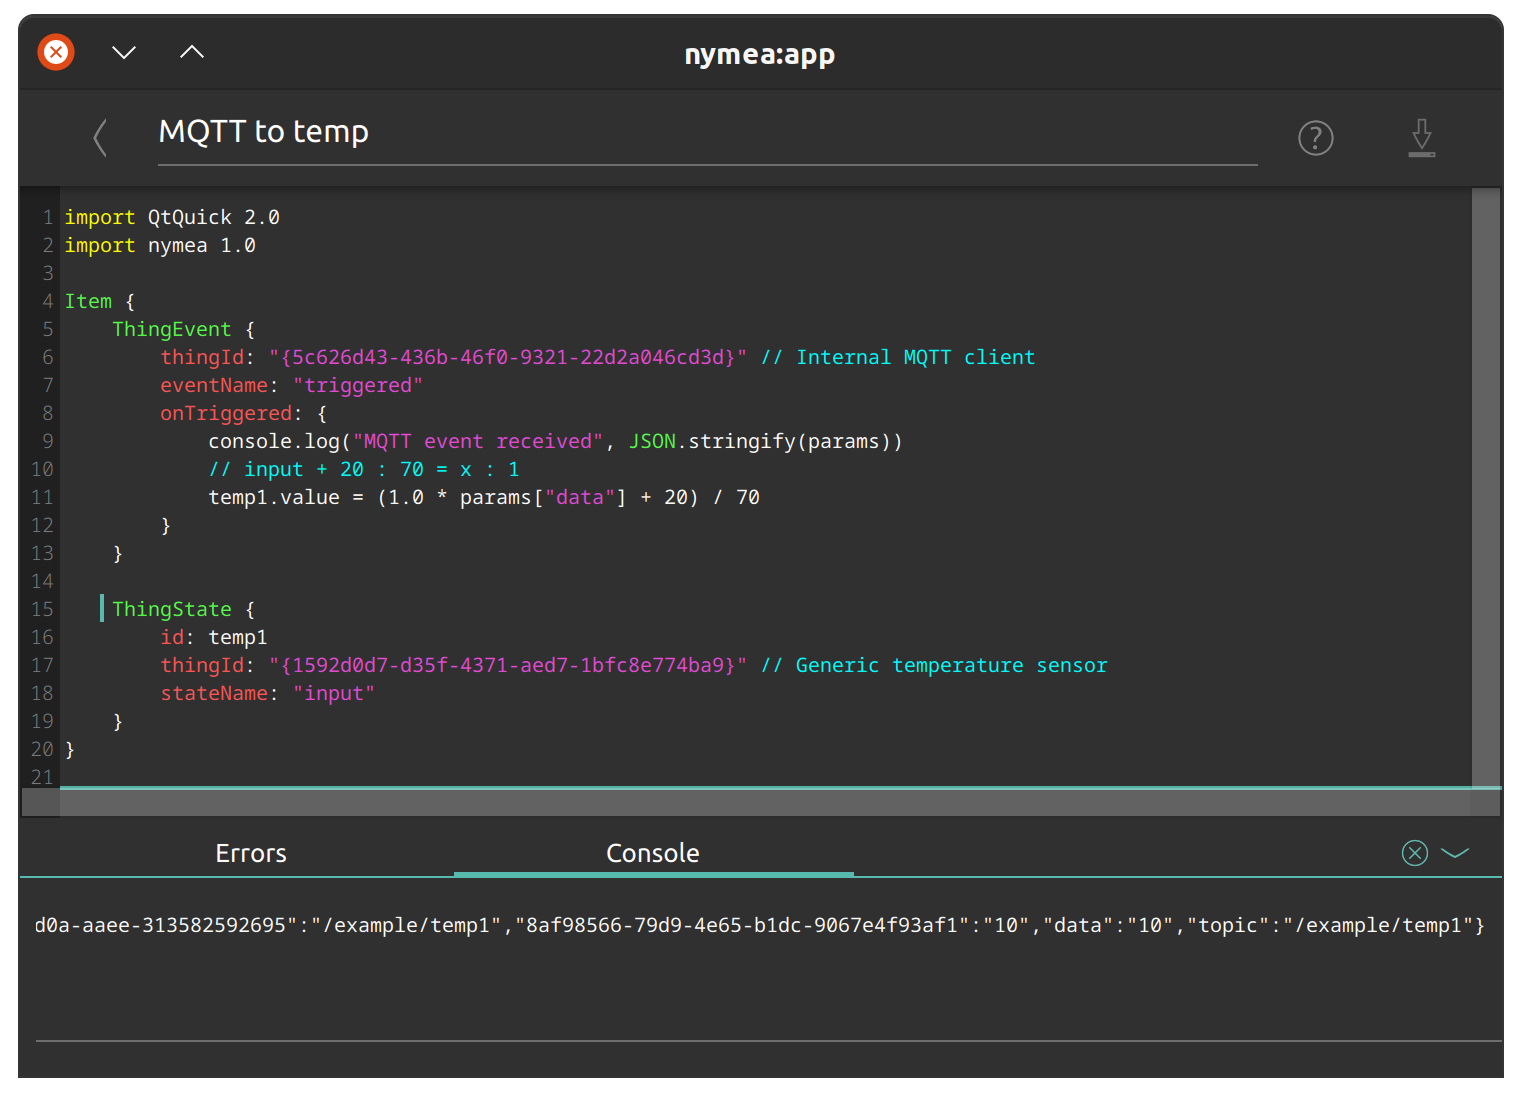 nymea:app
MQTT to temp
1 import QtQuick 2.0
2 import nymea 1.0
3
4 Item {
5     ThingEvent {
6         thingId: "{5c626d43-436b-46f0-9321-22d2a046cd3d}" // Internal MQTT client
7         eventName: "triggered"
8         onTriggered: {
9             console.log("MQTT event received", JSON.stringify(params))
10             // input + 20 : 70 = x : 1
11             temp1.value = (1.0 * params["data"] + 20) / 70
12         }
13     }
14
15     ThingState {
16         id: temp1
17         thingId: "{1592d0d7-d35f-4371-aed7-1bfc8e774ba9}" // Generic temperature sensor
18         stateName: "input"
19     }
20 }
21
Errors Console
d0a-aaee-313582592695":"/example/temp1","8af98566-79d9-4e65-b1dc-9067e4f93af1":"10","data":"10","topic":"/example/temp1"}